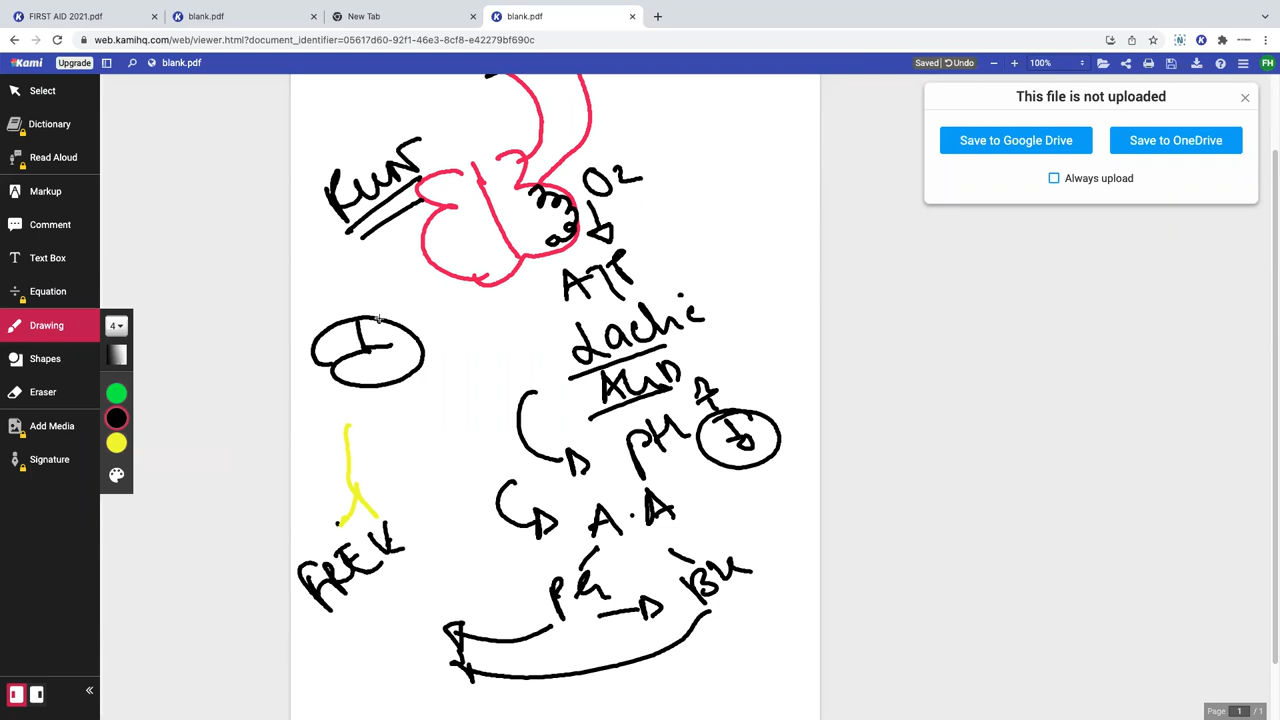 FIRST AID 2021.pdf
blank.pdf
New Tab
blank.pdf
web.kamihq.com/web/viewer.html?document_identifier=05617d60-92f1-46e3-8cf8-e42279bf690c
Kami
Upgrade
blank.pdf
Saved
Undo
100%
FH
Select
Dictionary
Read Aloud
Markup
Comment
Text Box
Equation
Drawing
4
Shapes
Eraser
Add Media
Signature
This file is not uploaded
Save to Google Drive
Save to OneDrive
Always upload
RUN
O2
ATP
Lactic
pH
A.A
Page: 1 / 1